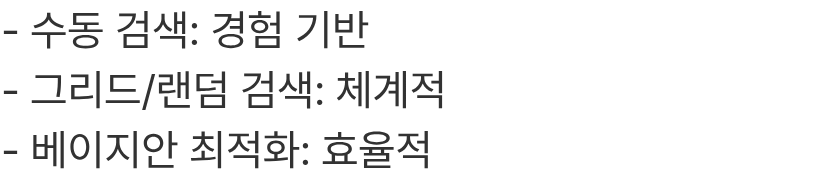 - 수동 검색: 경험 기반
- 그리드/랜덤 검색: 체계적
- 베이지안 최적화: 효율적